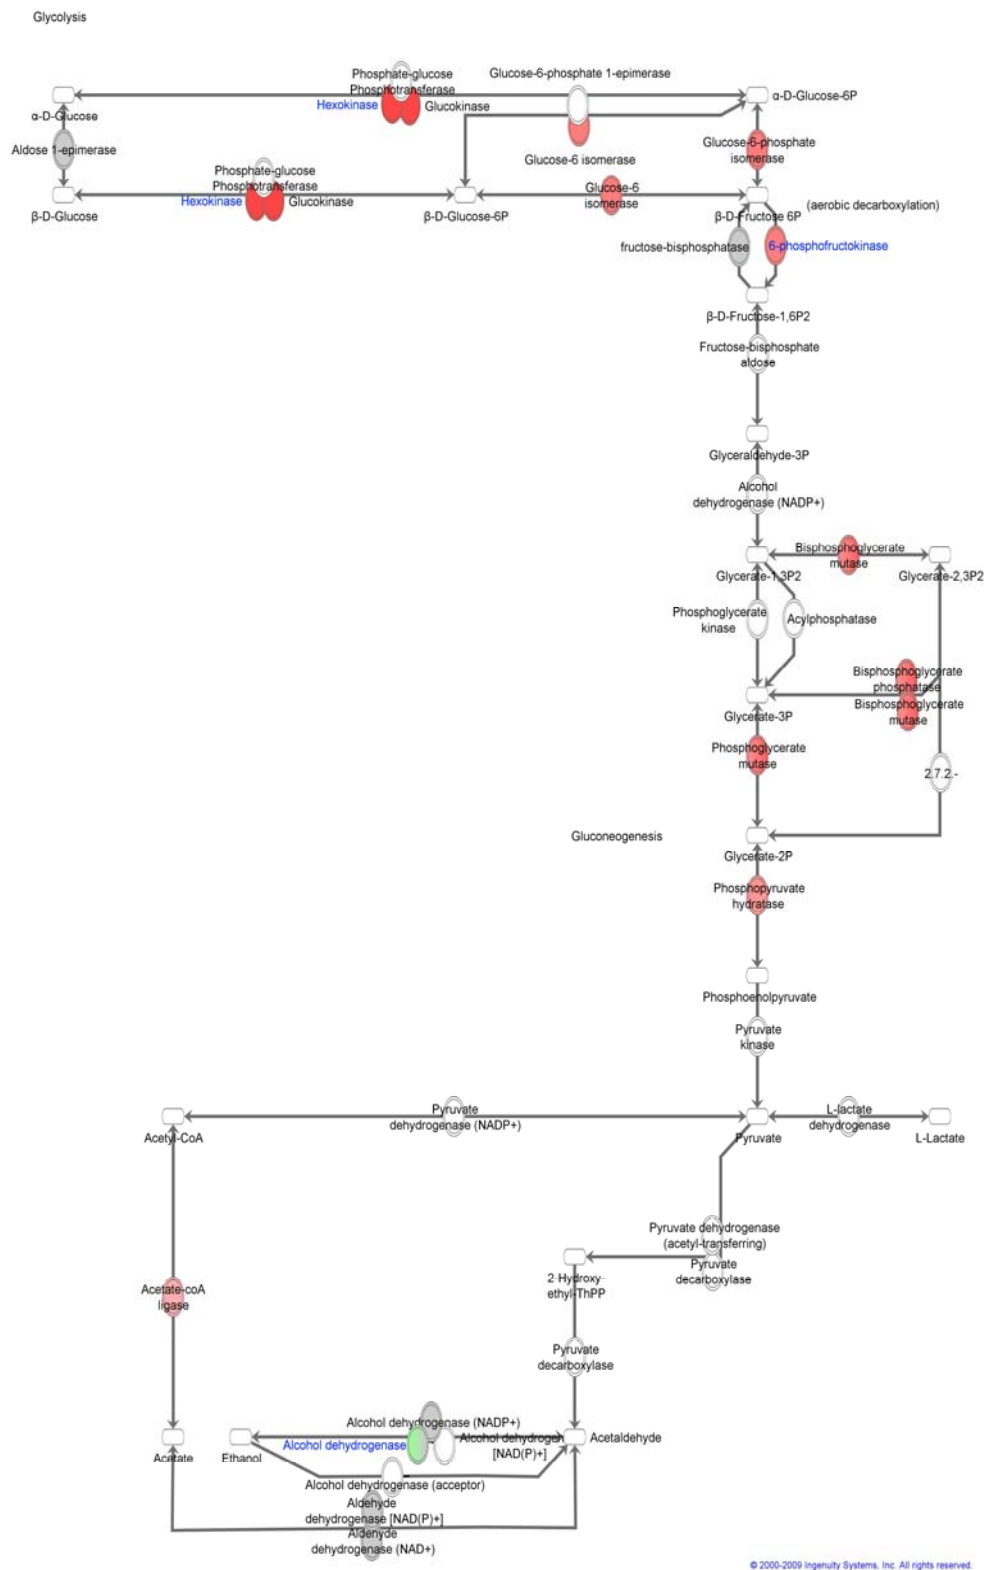 Glycolysis
Phosphate-glucose
Phosphotransferase
Hexokinase
Glucokinase
Glucose-6-phosphate 1-epimerase
α-D-Glucose-6P
α-D-Glucose
Aldose 1-epimerase
Glucose-6 isomerase
Glucose-6-phosphate
isomerase
Phosphate-glucose
Phosphotransferase
Hexokinase
Glucokinase
β-D-Glucose
β-D-Glucose-6P
Glucose-6
isomerase
β-D-Fructose 6P
(aerobic decarboxylation)
fructose-bisphosphatase
6-phosphofructokinase
β-D-Fructose-1,6P2
Fructose-bisphosphate
aldose
Glyceraldehyde-3P
Alcohol
dehydrogenase (NADP+)
Bisphosphoglycerate
mutase
Glycerate-1,3P2
Glycerate-2,3P2
Phosphoglycerate
kinase
Acylphosphatase
Bisphosphoglycerate
phosphatase
Bisphosphoglycerate
mutase
Glycerate-3P
Phosphoglycerate
mutase
2.7.2.-
Gluconeogenesis
Glycerate-2P
Phosphopyruvate
hydratase
Phosphoenolpyruvate
Pyruvate
kinase
Pyruvate
dehydrogenase (NADP+)
L-lactate
dehydrogenase
Acetyl-CoA
Pyruvate
L-Lactate
Pyruvate dehydrogenase
(acetyl-transferring)
Pyruvate
decarboxylase
2-Hydroxy-
ethyl-ThPP
Acetate-coA
ligase
Pyruvate
decarboxylase
Alcohol dehydrogenase (NADP+)
Alcohol dehydrogenase
Alcohol dehydrogen
[NAD(P)+]
Acetaldehyde
Acetate
Ethanol
Alcohol dehydrogenase (acceptor)
Aldehyde
dehydrogenase [NAD(P)+]
Aldehyde
dehydrogenase (NAD+)
© 2000-2009 Ingenuity Systems, Inc. All rights reserved.